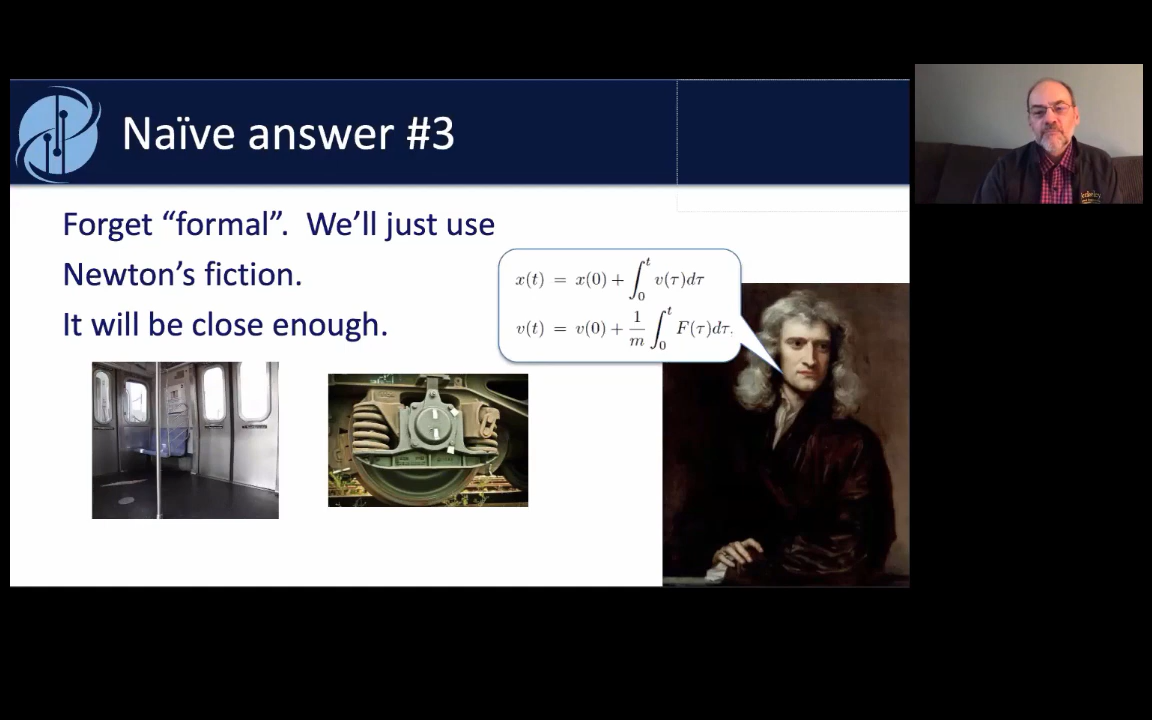 Naïve answer #3
Forget “formal”. We’ll just use
Newton’s fiction.
It will be close enough.
x(t) = x(0) + ∫₀ᵗ v(τ)dτ
v(t) = v(0) + 1/m ∫₀ᵗ F(τ)dτ.